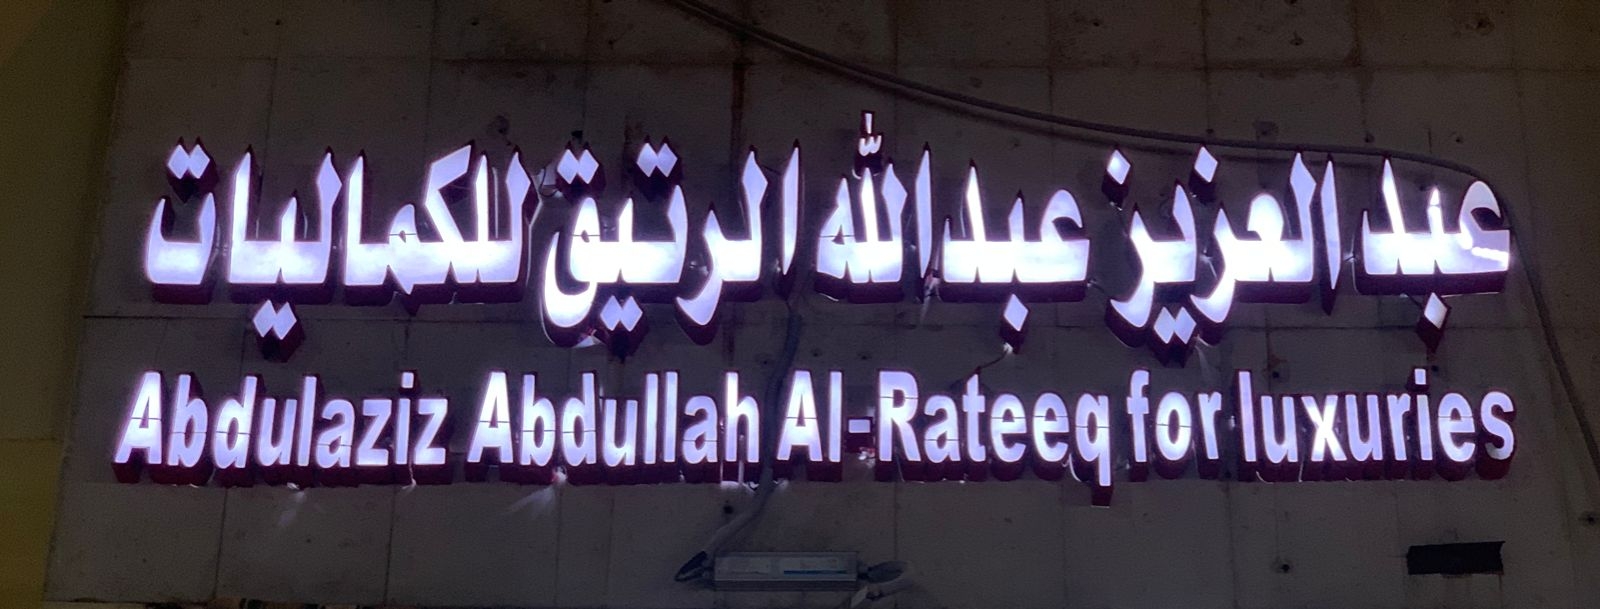 عبد العزيز عبدالله الرتيق للكماليات
Abdulaziz Abdullah Al-Rateeq for luxuries